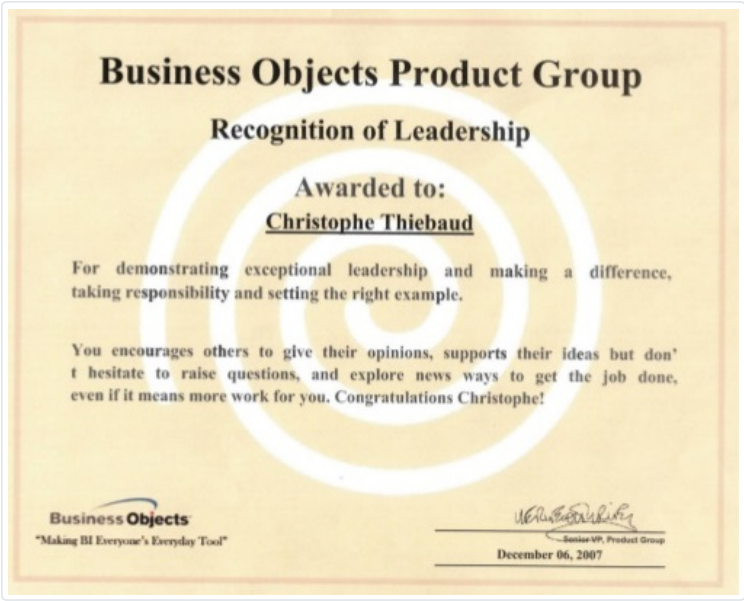 Business Objects Product Group
Recognition of Leadership
Awarded to:
Christophe Thiebaud
For demonstrating exceptional leadership and making a difference,
taking responsibility and setting the right example.
You encourages others to give their opinions, supports their ideas but don’
t hesitate to raise questions, and explore news ways to get the job done,
even if it means more work for you. Congratulations Christophe!
Business Objects
"Making BI Everyone's Everyday Tool"
Senior VP, Product Group
December 06, 2007